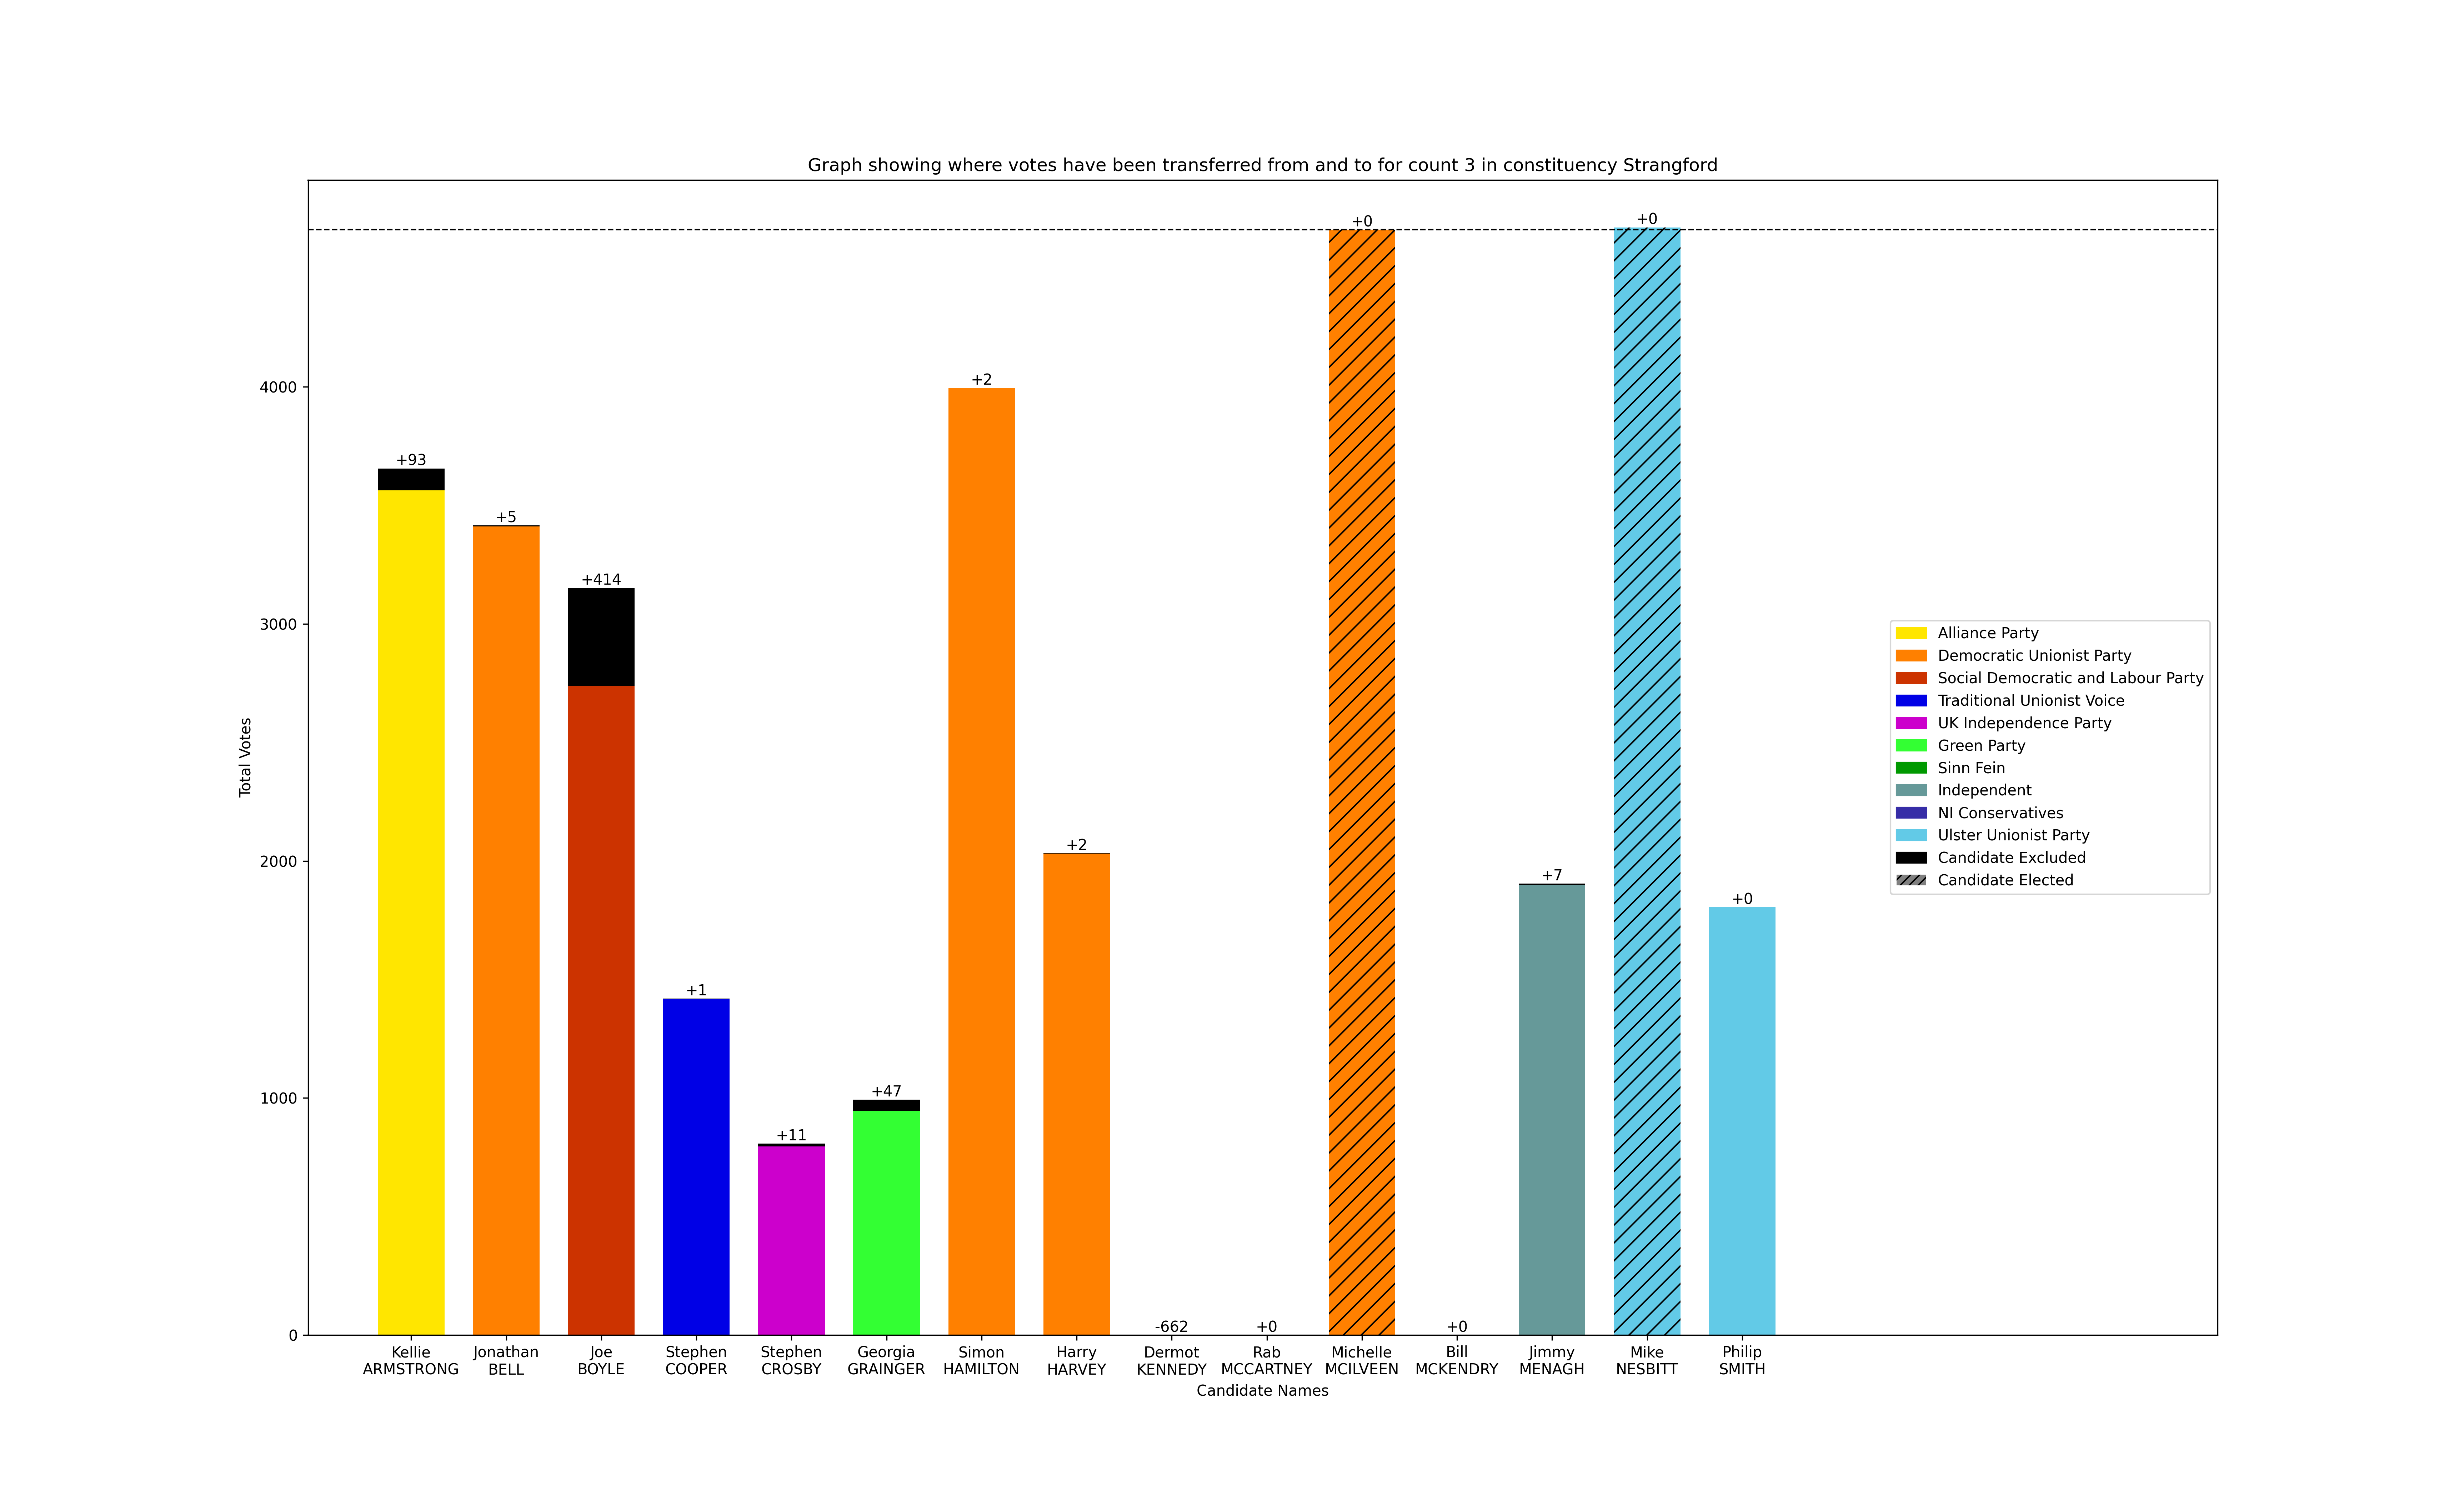 Graph showing where votes have been transferred from and to for count 3 in constituency Strangford
Total Votes
4000
3000
2000
1000
0
+93
+5
+414
+1
+11
+47
+2
+2
-662
+0
+0
+0
+7
+0
+0
Kellie
ARMSTRONG
Jonathan
BELL
Joe
BOYLE
Stephen
COOPER
Stephen
CROSBY
Georgia
GRAINGER
Simon
HAMILTON
Harry
HARVEY
Dermot
KENNEDY
Rab
MCCARTNEY
Michelle
MCILVEEN
Bill
MCKENDRY
Jimmy
MENAGH
Mike
NESBITT
Philip
SMITH
Candidate Names
Alliance Party
Democratic Unionist Party
Social Democratic and Labour Party
Traditional Unionist Voice
UK Independence Party
Green Party
Sinn Fein
Independent
NI Conservatives
Ulster Unionist Party
Candidate Excluded
Candidate Elected